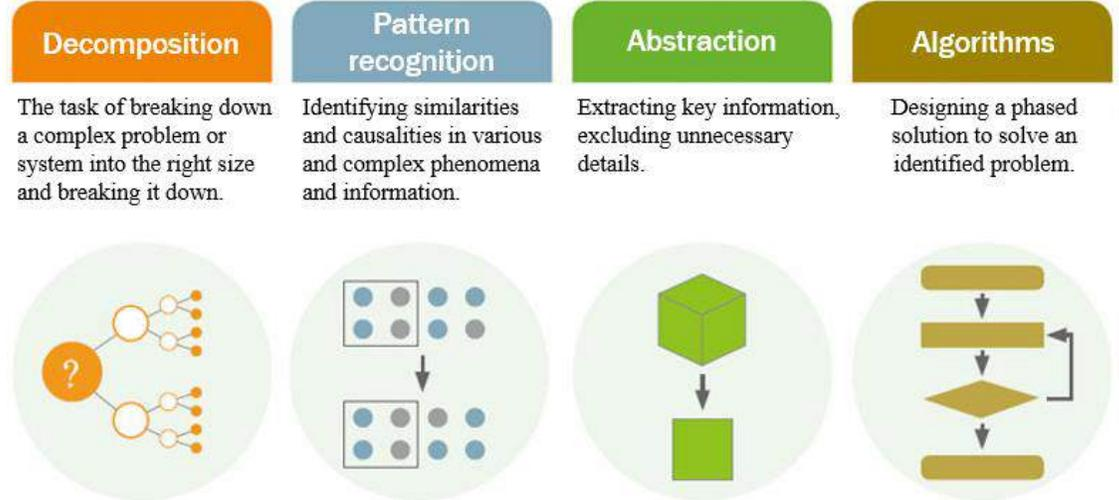 Decomposition
The task of breaking down
a complex problem or
system into the right size
and breaking it down.
?
Pattern
recognition
Identifying similarities
and causalities in various
and complex phenomena
and information.
Abstraction
Extracting key information,
excluding unnecessary
details.
Algorithms
Designing a phased
solution to solve an
identified problem.